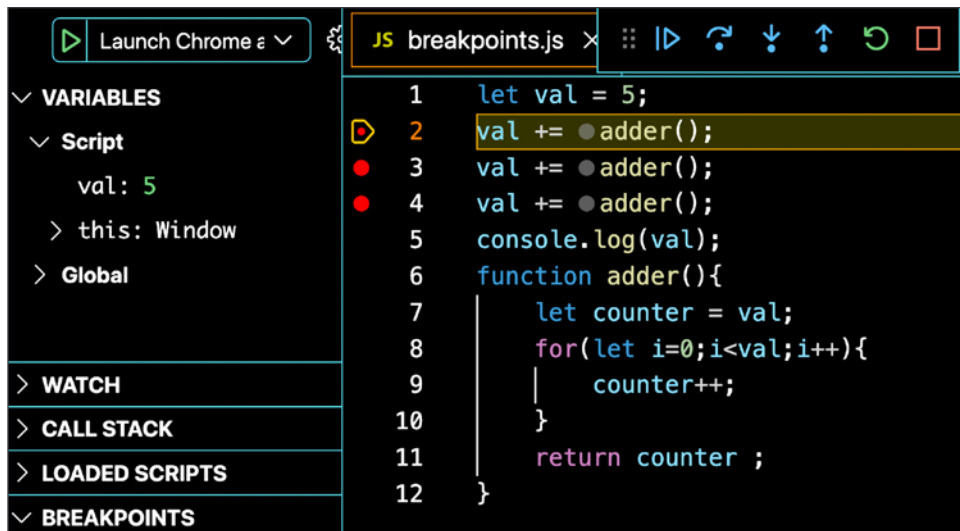 Launch Chrome a
JS breakpoints.js
VARIABLES
Script
val: 5
this: Window
Global
WATCH
CALL STACK
LOADED SCRIPTS
BREAKPOINTS
1 let val = 5;
2 val += adder();
3 val += adder();
4 val += adder();
5 console.log(val);
6 function adder(){
7 let counter = val;
8 for(let i=0;i<val;i++){
9 counter++;
10 }
11 return counter ;
12 }